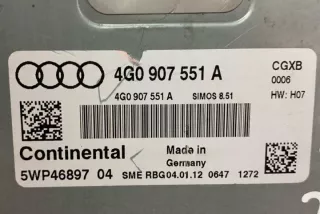 4G0 907 551 A
CGXB
0006
4G0 907 551 A SIMOS 8.51 HW: H07
Continental
Made in
Germany
5WP46897 04 SME RBG04.01.12 0647 1272